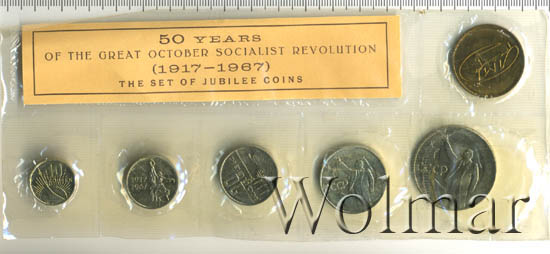 50 YEARS
OF THE GREAT OCTOBER SOCIALIST REVOLUTION
(1917-1967)
THE SET OF JUBILEE COINS
Wolmar